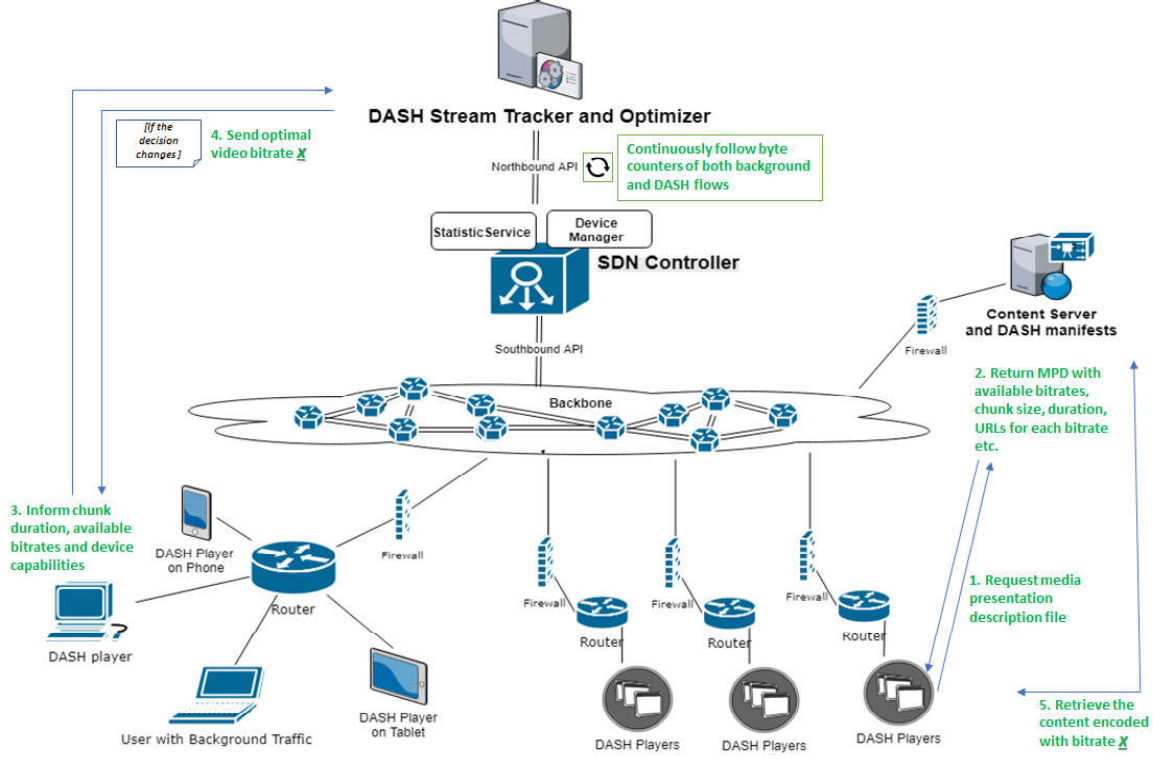 DASH Stream Tracker and Optimizer
[If the
decision
changes]
4. Send optimal
video bitrate X
Northbound API
Continuously follow byte
counters of both background
and DASH flows
Statistic Service
Device
Manager
SDN Controller
Southbound API
Content Server
and DASH manifests
Firewall
2. Return MPD with
available bitrates,
chunk size, duration,
URLs for each bitrate
etc.
Backbone
3. Inform chunk
duration, available
bitrates and device
capabilities
DASH Player
on Phone
Firewall
Router
DASH player
User with Background Traffic
DASH Player
on Tablet
Firewall
Router
DASH Players
Firewall
Router
DASH Players
Firewall
Router
DASH Players
1. Request media
presentation
description file
5. Retrieve the
content encoded
with bitrate X